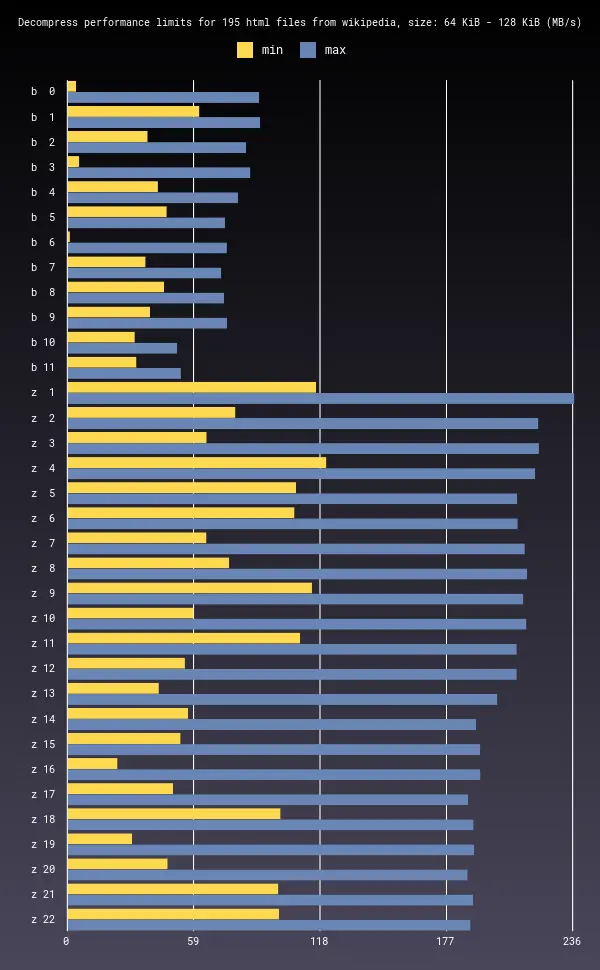 Decompress performance limits for 195 html files from wikipedia, size: 64 KiB - 128 KiB (MB/s)
min max
b 0
b 1
b 2
b 3
b 4
b 5
b 6
b 7
b 8
b 9
b 10
b 11
z 1
z 2
z 3
z 4
z 5
z 6
z 7
z 8
z 9
z 10
z 11
z 12
z 13
z 14
z 15
z 16
z 17
z 18
z 19
z 20
z 21
z 22
0 59 118 177 236